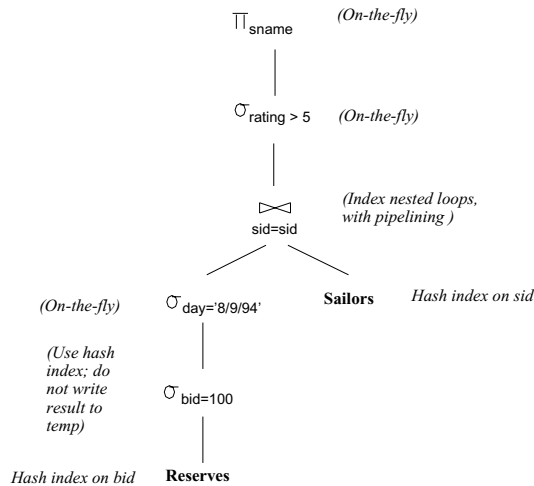 π sname (On-the-fly)
σ rating > 5 (On-the-fly)
⋈ (Index nested loops,
with pipelining )
sid=sid
(On-the-fly) σ day='8/9/94' Sailors Hash index on sid
(Use hash
index; do
not write
result to
temp)
σ bid=100
Hash index on bid Reserves